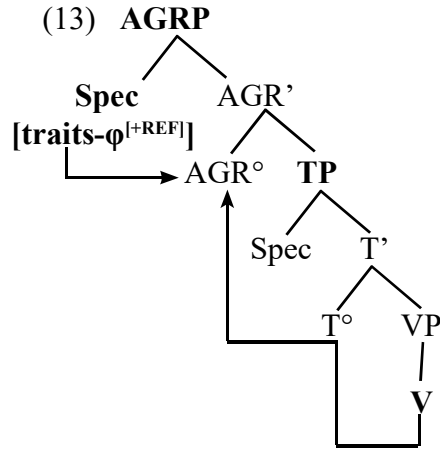 (13) AGRP
Spec AGR’
[traits-φ[+REF]]
AGR° TP
Spec T’
T° VP
V